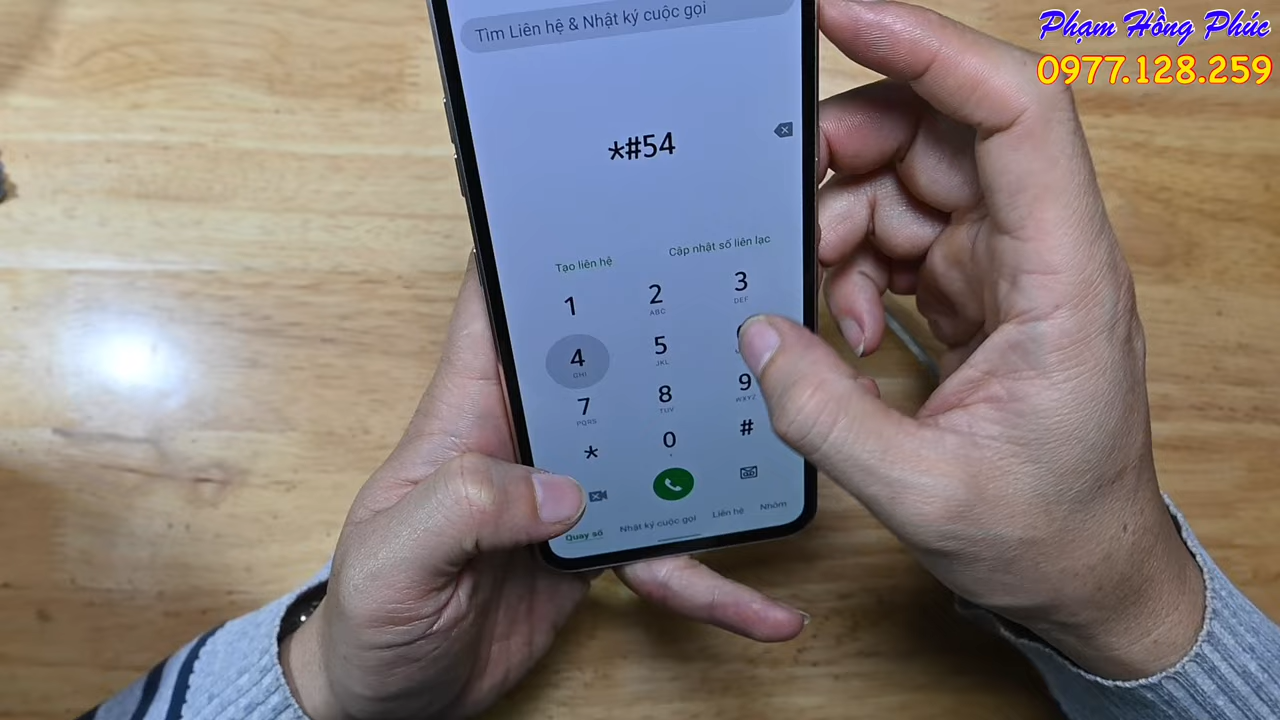 Phạm Hồng Phúc
0977.128.259
Tìm Liên hệ & Nhật ký cuộc gọi
*#54
Tạo liên hệ
Cập nhật số liên lạc
1
2
ABC
3
DEF
4
GHI
5
JKL
7
PQRS
8
TUV
9
WXYZ
*
0
#
Quay số
Nhật ký cuộc gọi
Liên hệ
Nhóm